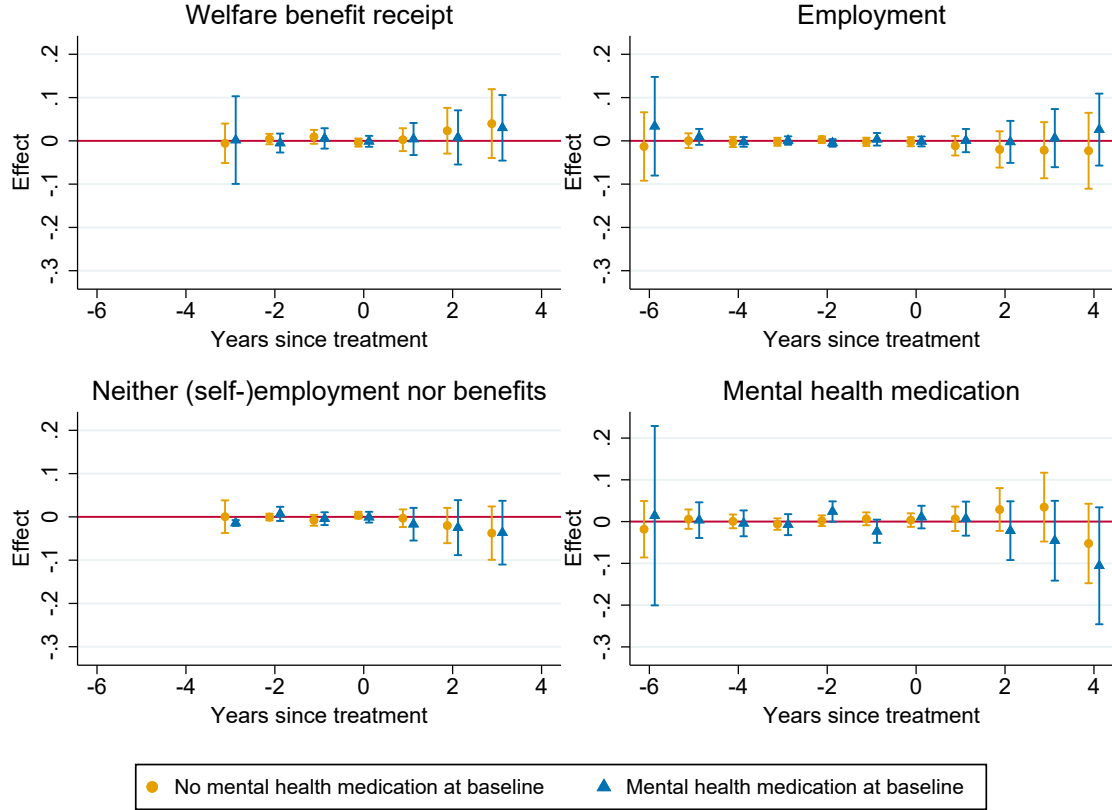 Welfare benefit receipt
Effect
.2
.1
0
-.1
-.2
-.3
-6 -4 -2 0 2 4
Years since treatment
Employment
Effect
.2
.1
0
-.1
-.2
-.3
-6 -4 -2 0 2 4
Years since treatment
Neither (self-)employment nor benefits
Effect
.2
.1
0
-.1
-.2
-.3
-6 -4 -2 0 2 4
Years since treatment
Mental health medication
Effect
.2
.1
0
-.1
-.2
-.3
-6 -4 -2 0 2 4
Years since treatment
No mental health medication at baseline Mental health medication at baseline